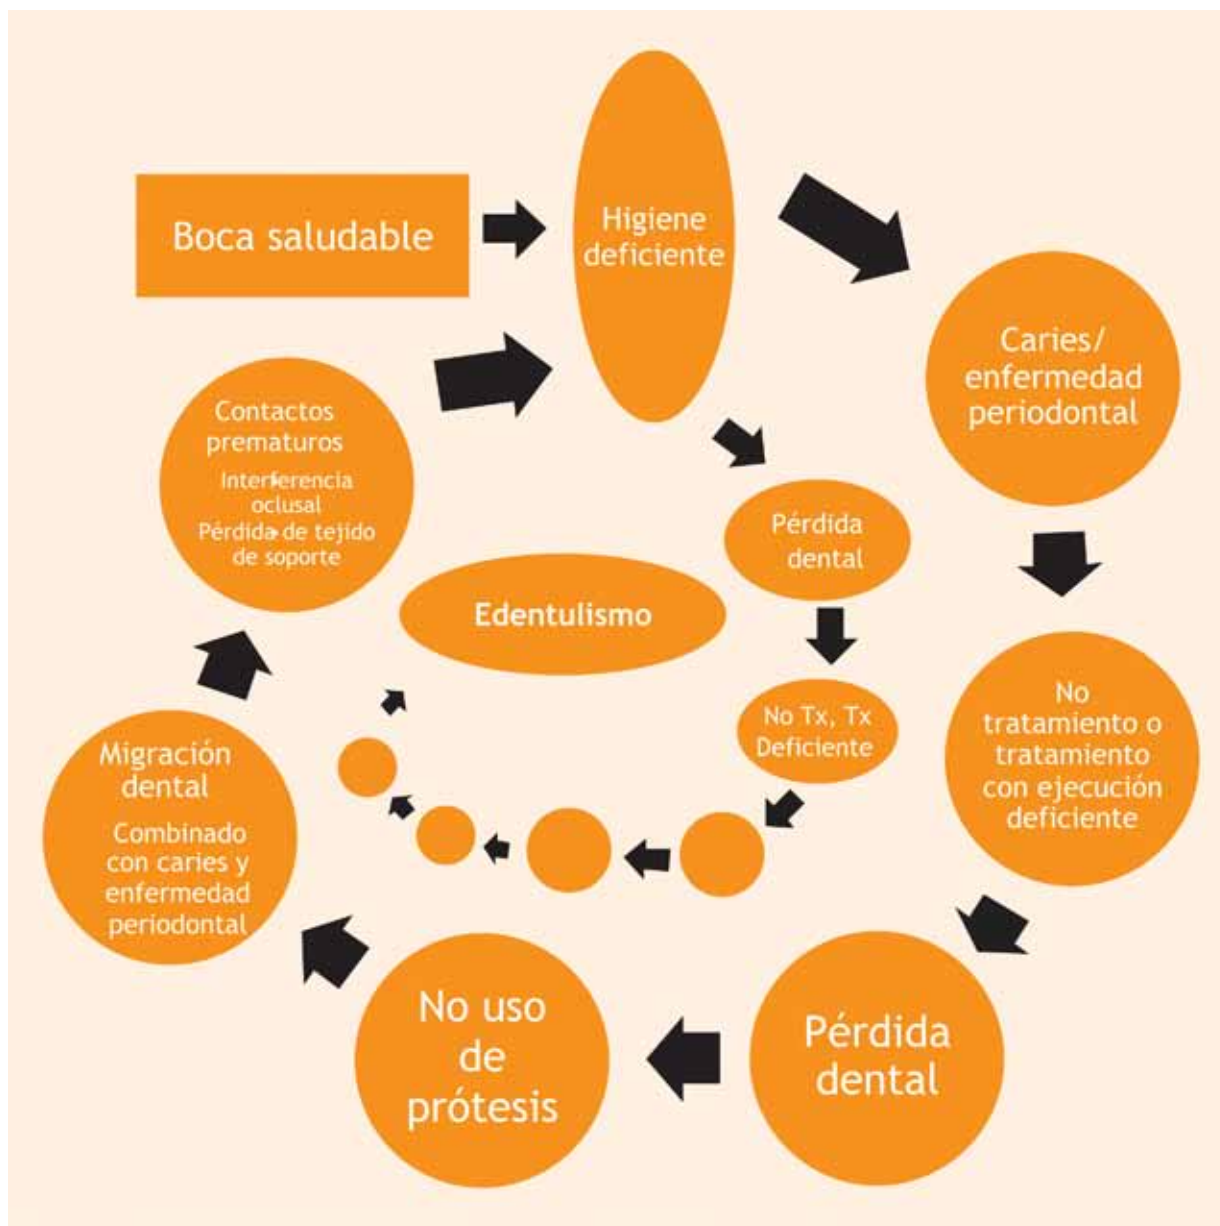 Boca saludable
Higiene
deficiente
Caries/
enfermedad
periodontal
No
tratamiento o
tratamiento
con ejecución
deficiente
Pérdida
dental
No uso
de
prótesis
Migración
dental
Combinado
con caries y
enfermedad
periodontal
Contactos
prematuros
Interferencia
oclusal
Pérdida de tejido
de soporte
Pérdida
dental
No Tx, Tx
Deficiente
Edentulismo